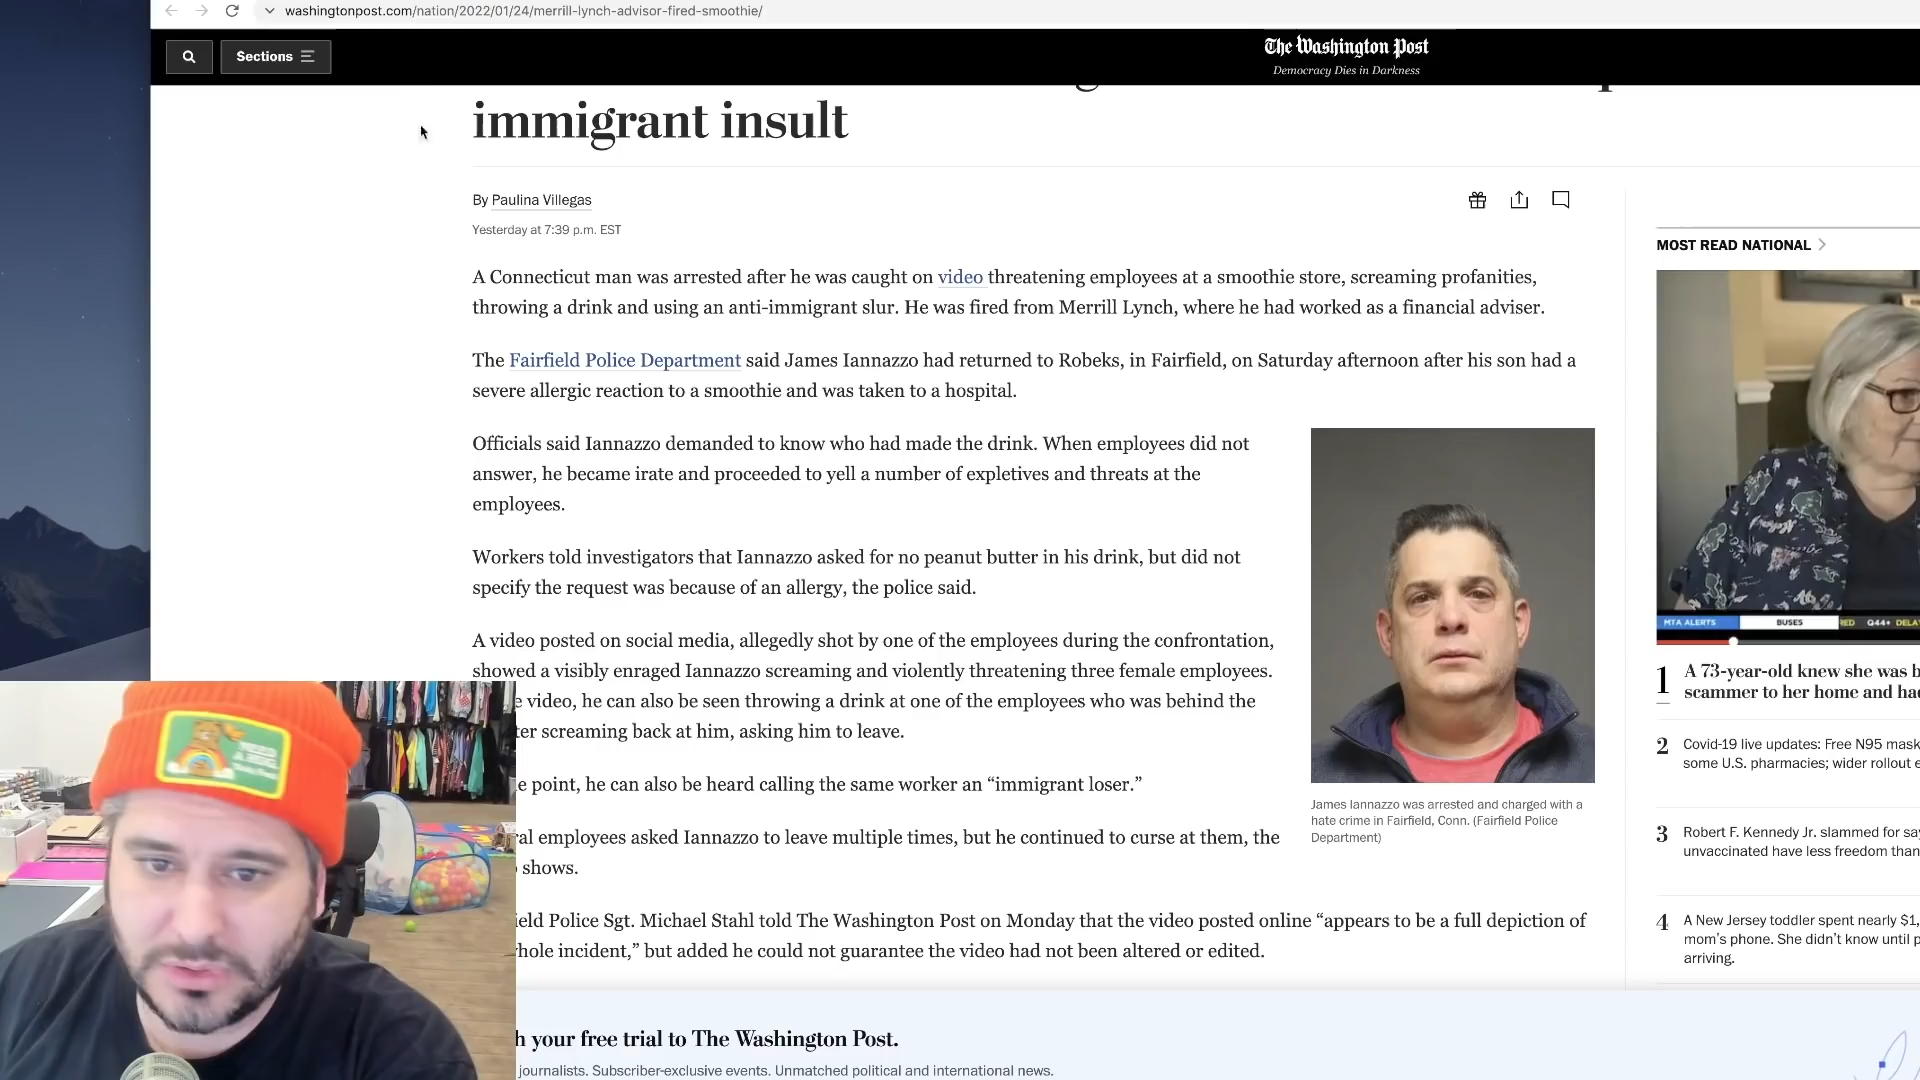 washingtonpost.com/nation/2022/01/24/merrill-lynch-advisor-fired-smoothie/
Sections
The Washington Post
Democracy Dies in Darkness
immigrant insult
By Paulina Villegas
Yesterday at 7:39 p.m. EST
A Connecticut man was arrested after he was caught on video threatening employees at a smoothie store, screaming profanities,
throwing a drink and using an anti-immigrant slur. He was fired from Merrill Lynch, where he had worked as a financial adviser.
The Fairfield Police Department said James Iannazzo had returned to Robeks, in Fairfield, on Saturday afternoon after his son had a
severe allergic reaction to a smoothie and was taken to a hospital.
Officials said Iannazzo demanded to know who had made the drink. When employees did not
answer, he became irate and proceeded to yell a number of expletives and threats at the
employees.
Workers told investigators that Iannazzo asked for no peanut butter in his drink, but did not
specify the request was because of an allergy, the police said.
A video posted on social media, allegedly shot by one of the employees during the confrontation,
showed a visibly enraged Iannazzo screaming and violently threatening three female employees.
e video, he can also be seen throwing a drink at one of the employees who was behind the
ter screaming back at him, asking him to leave.
e point, he can also be heard calling the same worker an “immigrant loser.”
ral employees asked Iannazzo to leave multiple times, but he continued to curse at them, the
shows.
ield Police Sgt. Michael Stahl told The Washington Post on Monday that the video posted online “appears to be a full depiction of
hole incident,” but added he could not guarantee the video had not been altered or edited.
James Iannazzo was arrested and charged with a
hate crime in Fairfield, Conn. (Fairfield Police
Department)
h your free trial to The Washington Post.
journalists. Subscriber-exclusive events. Unmatched political and international news.
MOST READ NATIONAL
MTA ALERTS BUSES RED Q44+ DELA
1 A 73-year-old knew she was b
scammer to her home and ha
2 Covid-19 live updates: Free N95 mask
some U.S. pharmacies; wider rollout e
3 Robert F. Kennedy Jr. slammed for sa
unvaccinated have less freedom than
4 A New Jersey toddler spent nearly $1,
mom’s phone. She didn’t know until p
arriving.